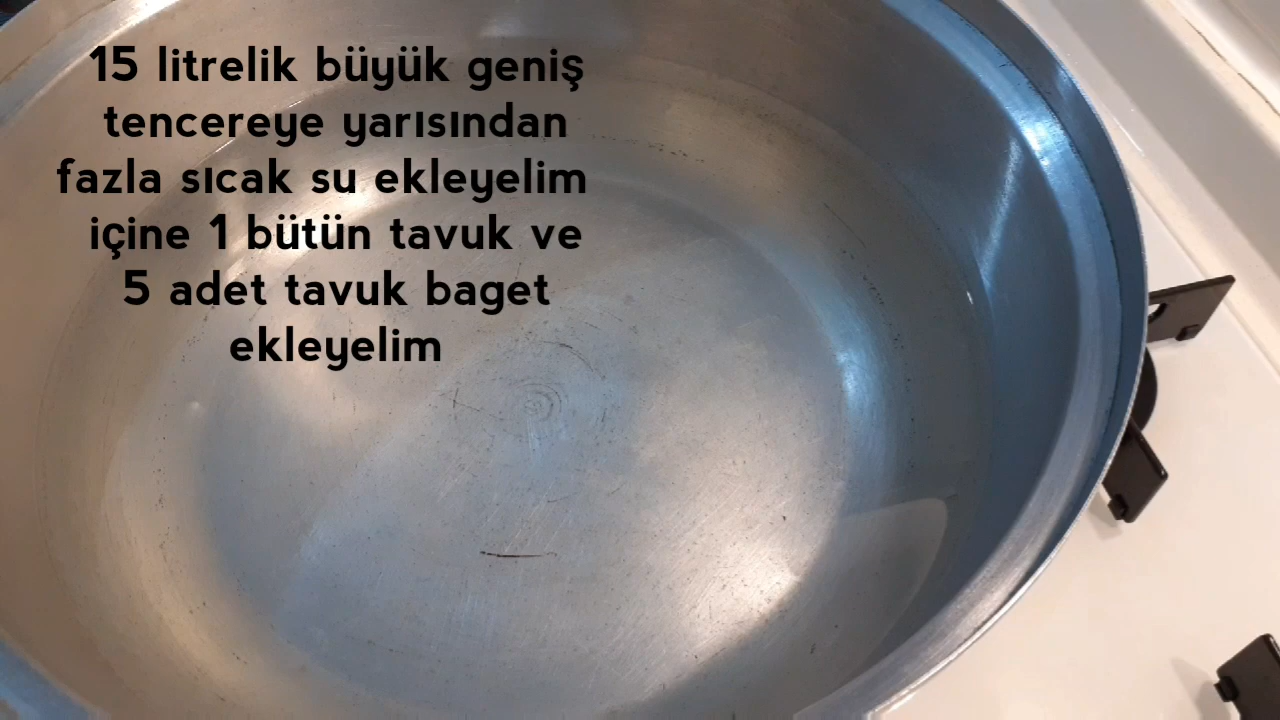 15 litrelik büyük geniş
tencereye yarısından
fazla sıcak su ekleyelim
içine 1 bütün tavuk ve
5 adet tavuk baget
ekleyelim